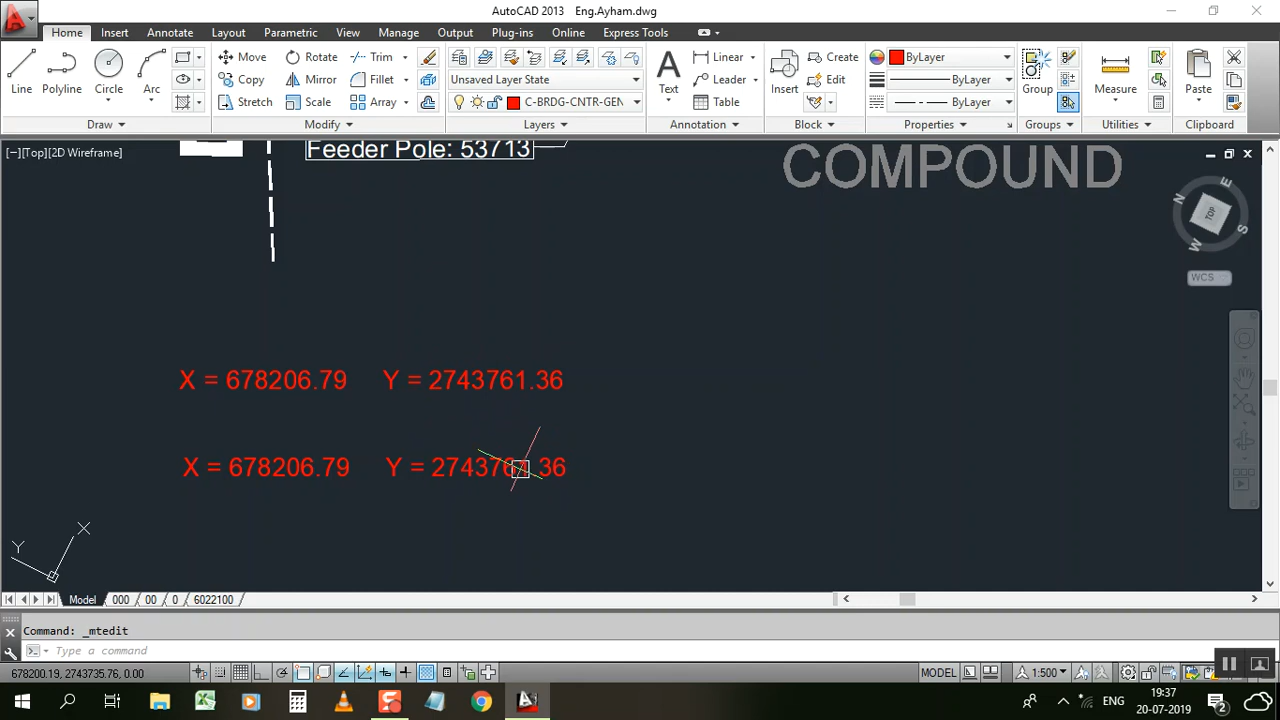 AutoCAD 2013 Eng.Ayham.dwg
Home Insert Annotate Layout Parametric View Manage Output Plug-ins Online Express Tools
Line Polyline Circle Arc
Move Rotate Trim
Copy Mirror Fillet
Stretch Scale Array
Unsaved Layer State
C-BRDG-CNTR-GEN
Text
Linear
Leader
Table
Insert
Create
Edit
ByLayer
ByLayer
ByLayer
Group
Measure
Paste
Draw Modify Layers Annotation Block Properties Groups Utilities Clipboard
[−][Top][2D Wireframe]
Feeder Pole: 53713
COMPOUND
N E
TOP
W S
WCS
X = 678206.79 Y = 2743761.36
X = 678206.79 Y = 2743761.36
X
Y
Model 000 00 0 6022100
Command: _mtedit
Type a command
678200.19, 2743735.76, 0.00
MODEL
1:500
ENG
19:37
20-07-2019
2